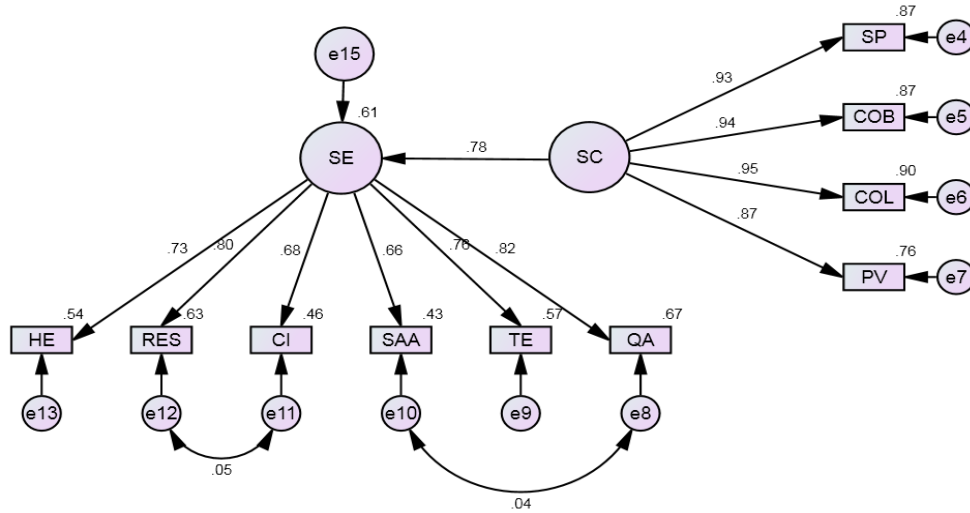 .87
SP
e4
e15
.93
.87
.61
COB
e5
.94
SE
.78
SC
.95
.90
COL
e6
.87
.76
PV
e7
.73
.80
.68
.66
.76
.82
.54
.63
.46
.43
.57
.67
HE
RES
CI
SAA
TE
QA
e13
e12
e11
e10
e9
e8
.05
.04